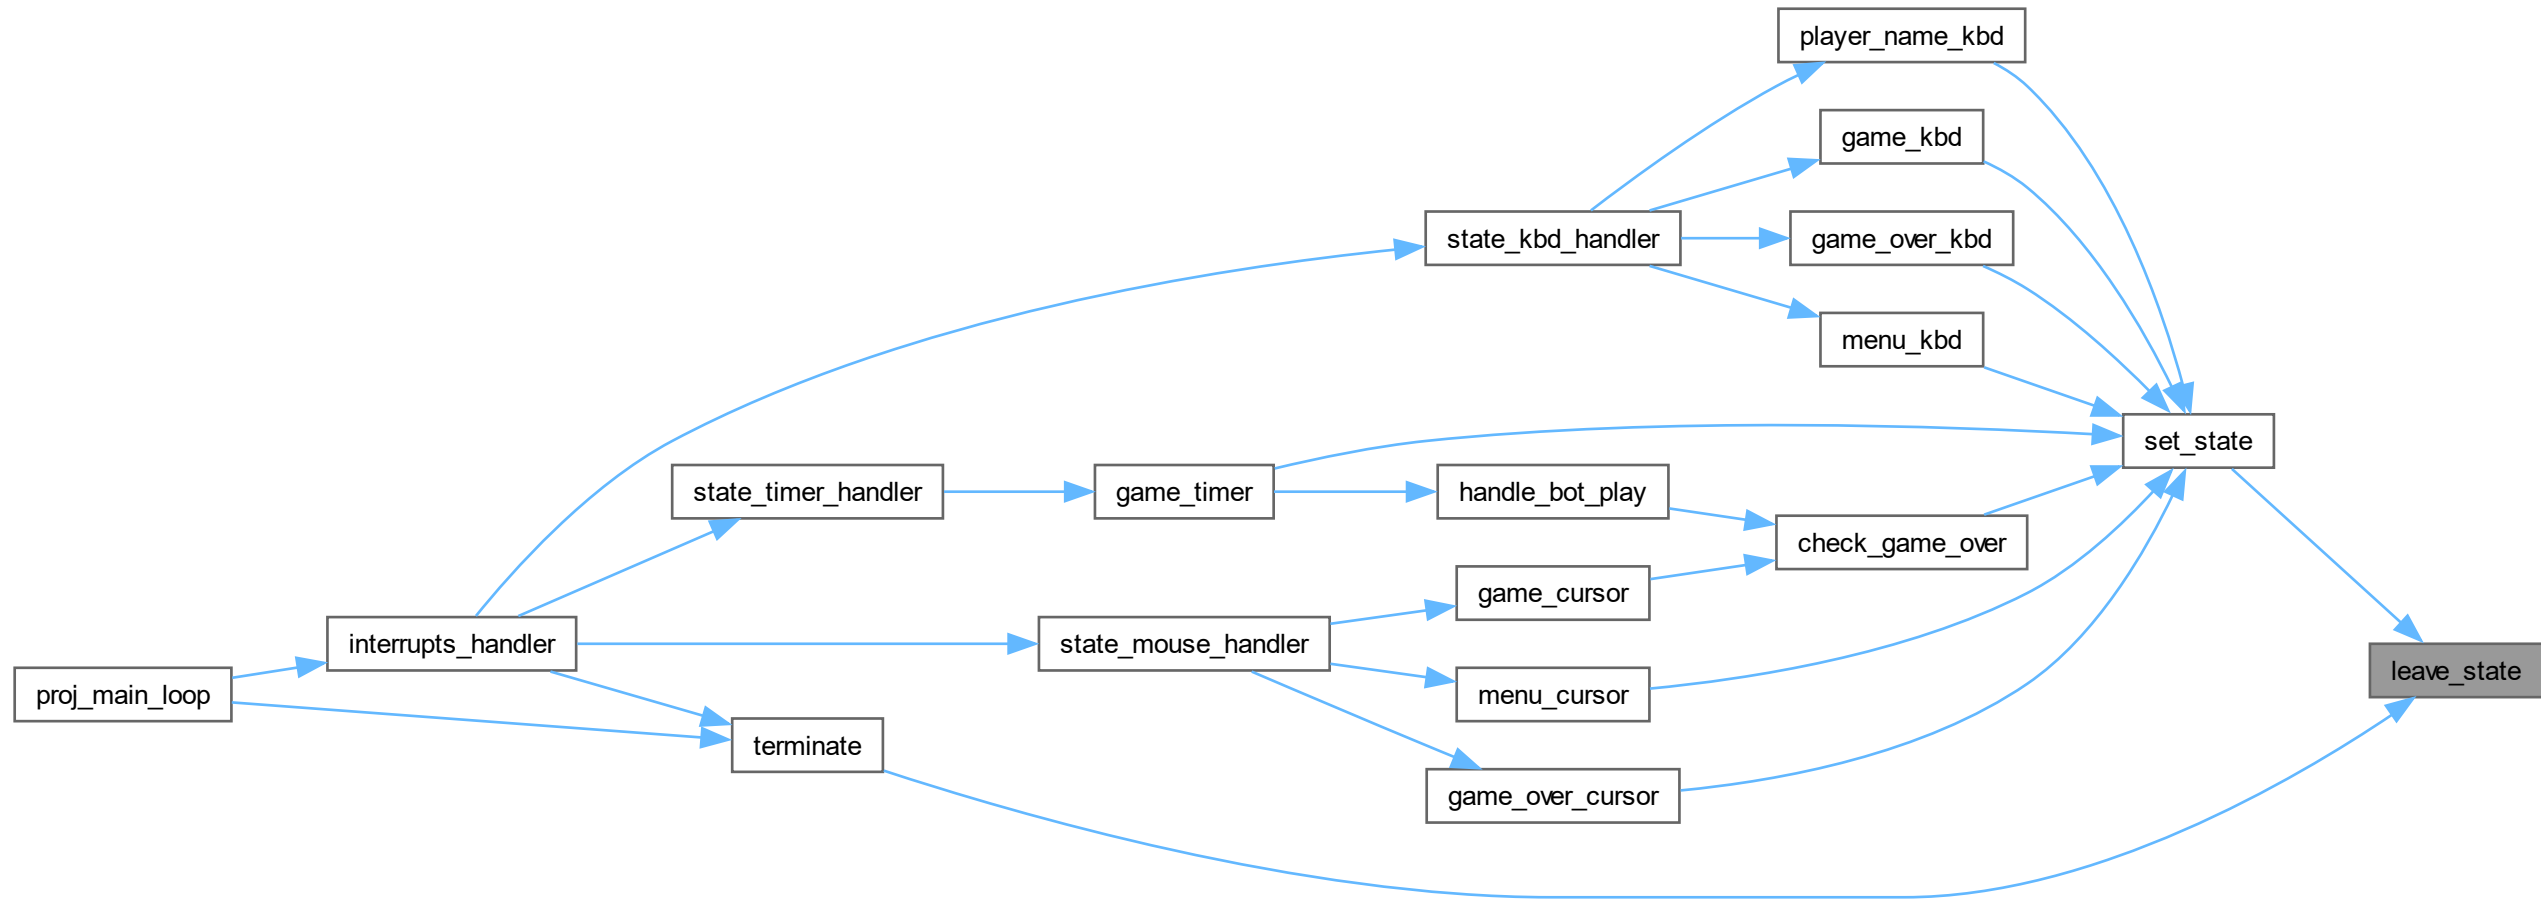 player_name_kbd
game_kbd
state_kbd_handler
game_over_kbd
menu_kbd
set_state
state_timer_handler
game_timer
handle_bot_play
check_game_over
game_cursor
interrupts_handler
state_mouse_handler
leave_state
proj_main_loop
menu_cursor
terminate
game_over_cursor